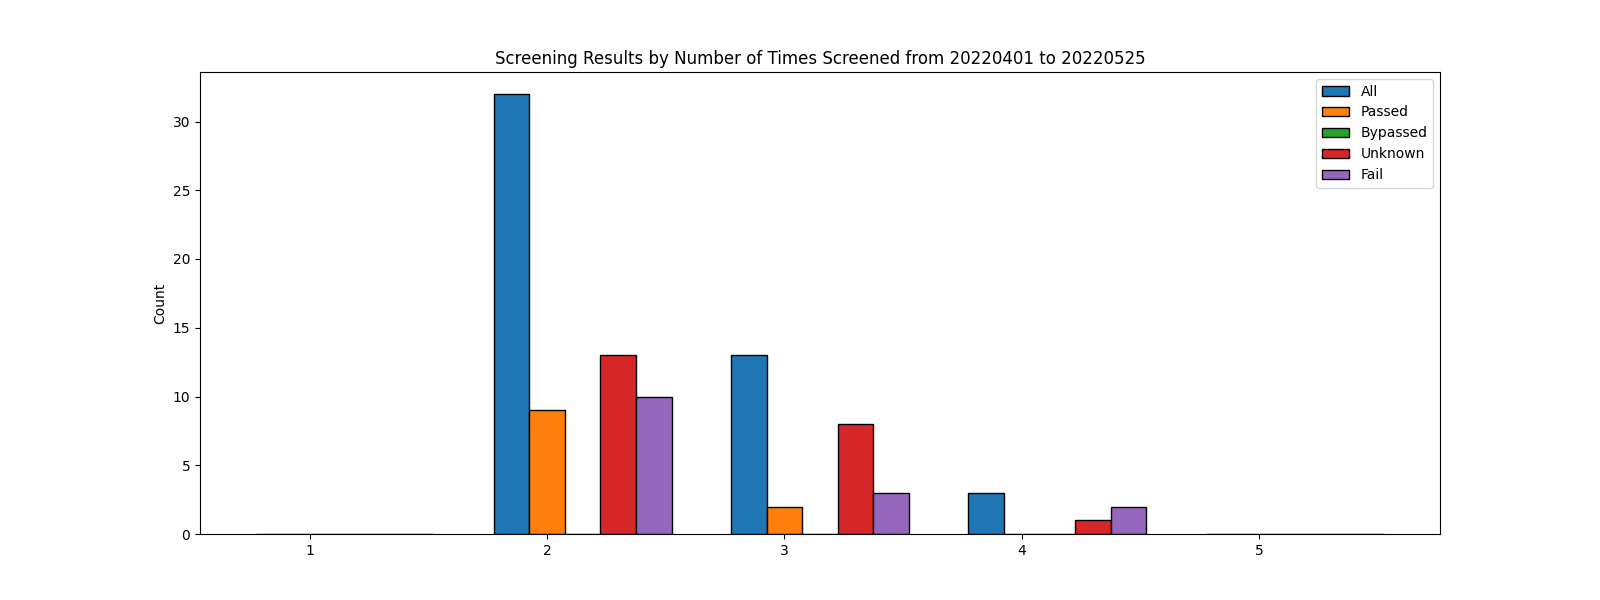 Screening Results by Number of Times Screened from 20220401 to 20220525
All
Passed
Bypassed
Unknown
Fail
Count
30
25
20
15
10
5
0
1 2 3 4 5